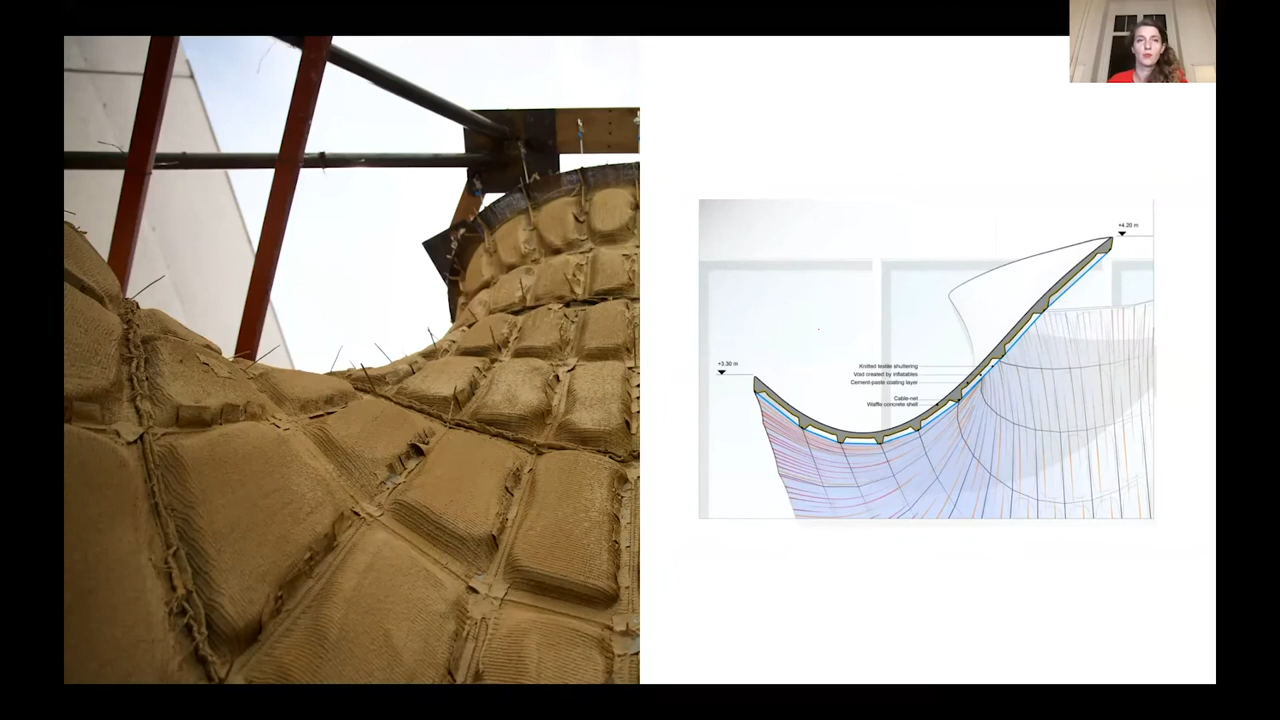 +4.20 m
+3.30 m
Knitted textile shuttering
Void created by inflatables
Cement-paste coating layer
Cable-net
Waffle concrete shell